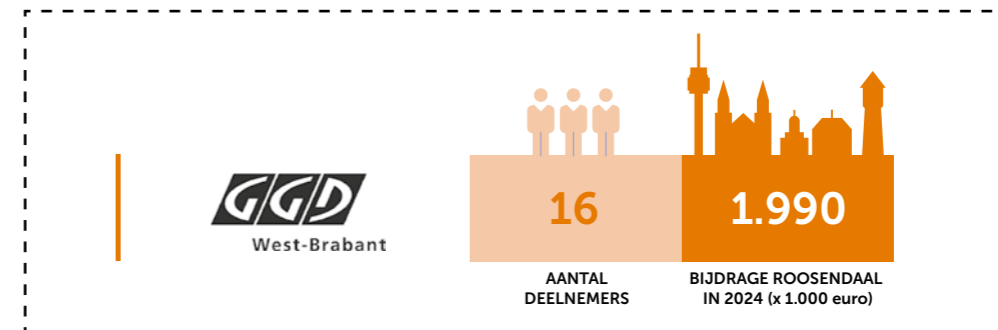 GGD
West-Brabant
16
1.990
AANTAL
DEELNEMERS
BIJDRAGE ROOSENDAAL
IN 2024 (x 1.000 euro)